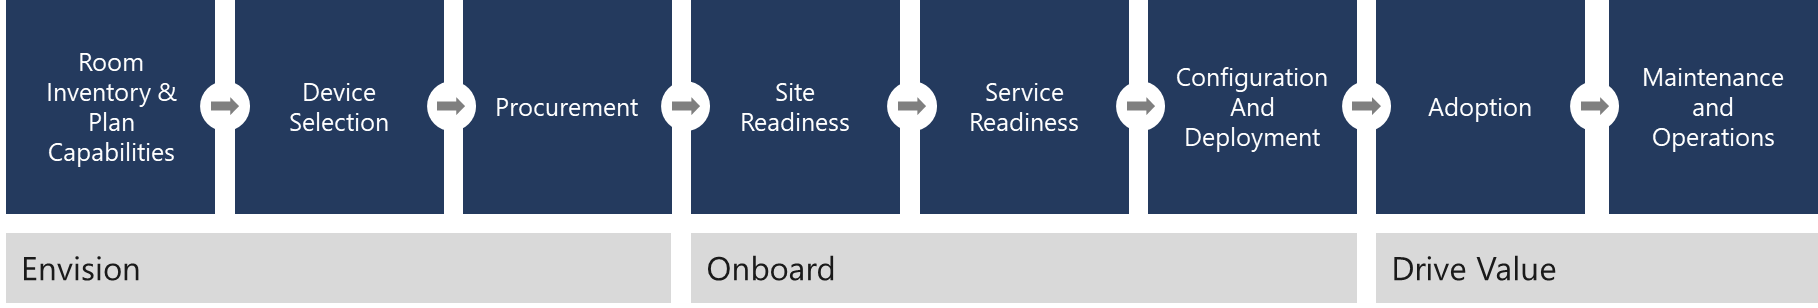 Room
Inventory &
Plan
Capabilities
Device
Selection
Procurement
Site
Readiness
Service
Readiness
Configuration
And
Deployment
Adoption
Maintenance
and
Operations
Envision
Onboard
Drive Value